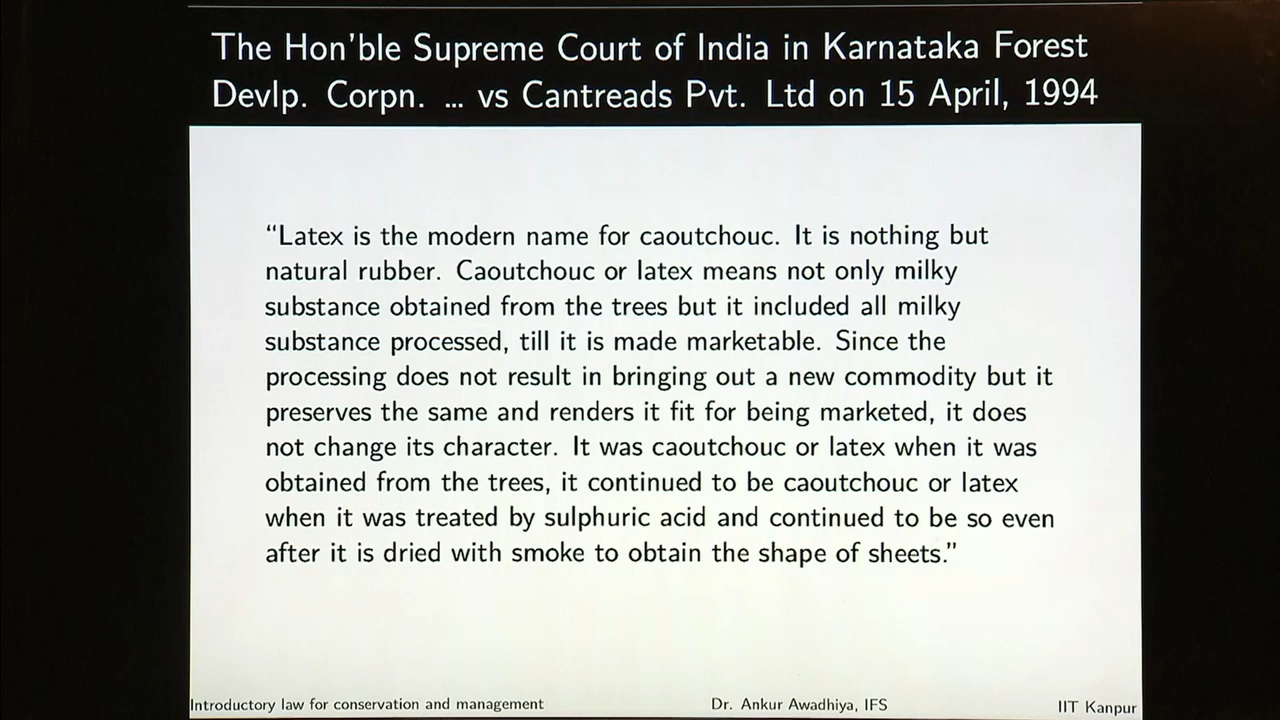 The Hon'ble Supreme Court of India in Karnataka Forest
Devlp. Corpn. ... vs Cantreads Pvt. Ltd on 15 April, 1994
“Latex is the modern name for caoutchouc. It is nothing but
natural rubber. Caoutchouc or latex means not only milky
substance obtained from the trees but it included all milky
substance processed, till it is made marketable. Since the
processing does not result in bringing out a new commodity but it
preserves the same and renders it fit for being marketed, it does
not change its character. It was caoutchouc or latex when it was
obtained from the trees, it continued to be caoutchouc or latex
when it was treated by sulphuric acid and continued to be so even
after it is dried with smoke to obtain the shape of sheets.”
Introductory law for conservation and management Dr. Ankur Awadhiya, IFS IIT Kanpur